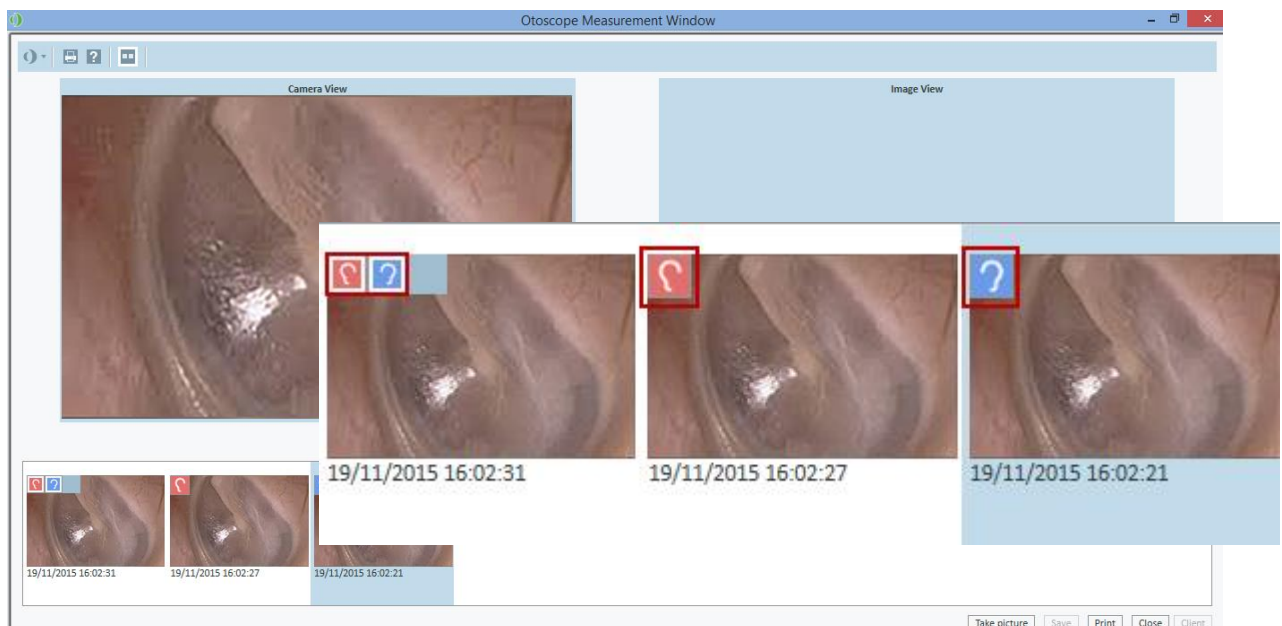 Otoscope Measurement Window
Camera View
Image View
19/11/2015 16:02:31
19/11/2015 16:02:27
19/11/2015 16:02:21
19/11/2015 16:02:31
19/11/2015 16:02:27
19/11/2015 16:02:21
Take picture
Save
Print
Close
Client